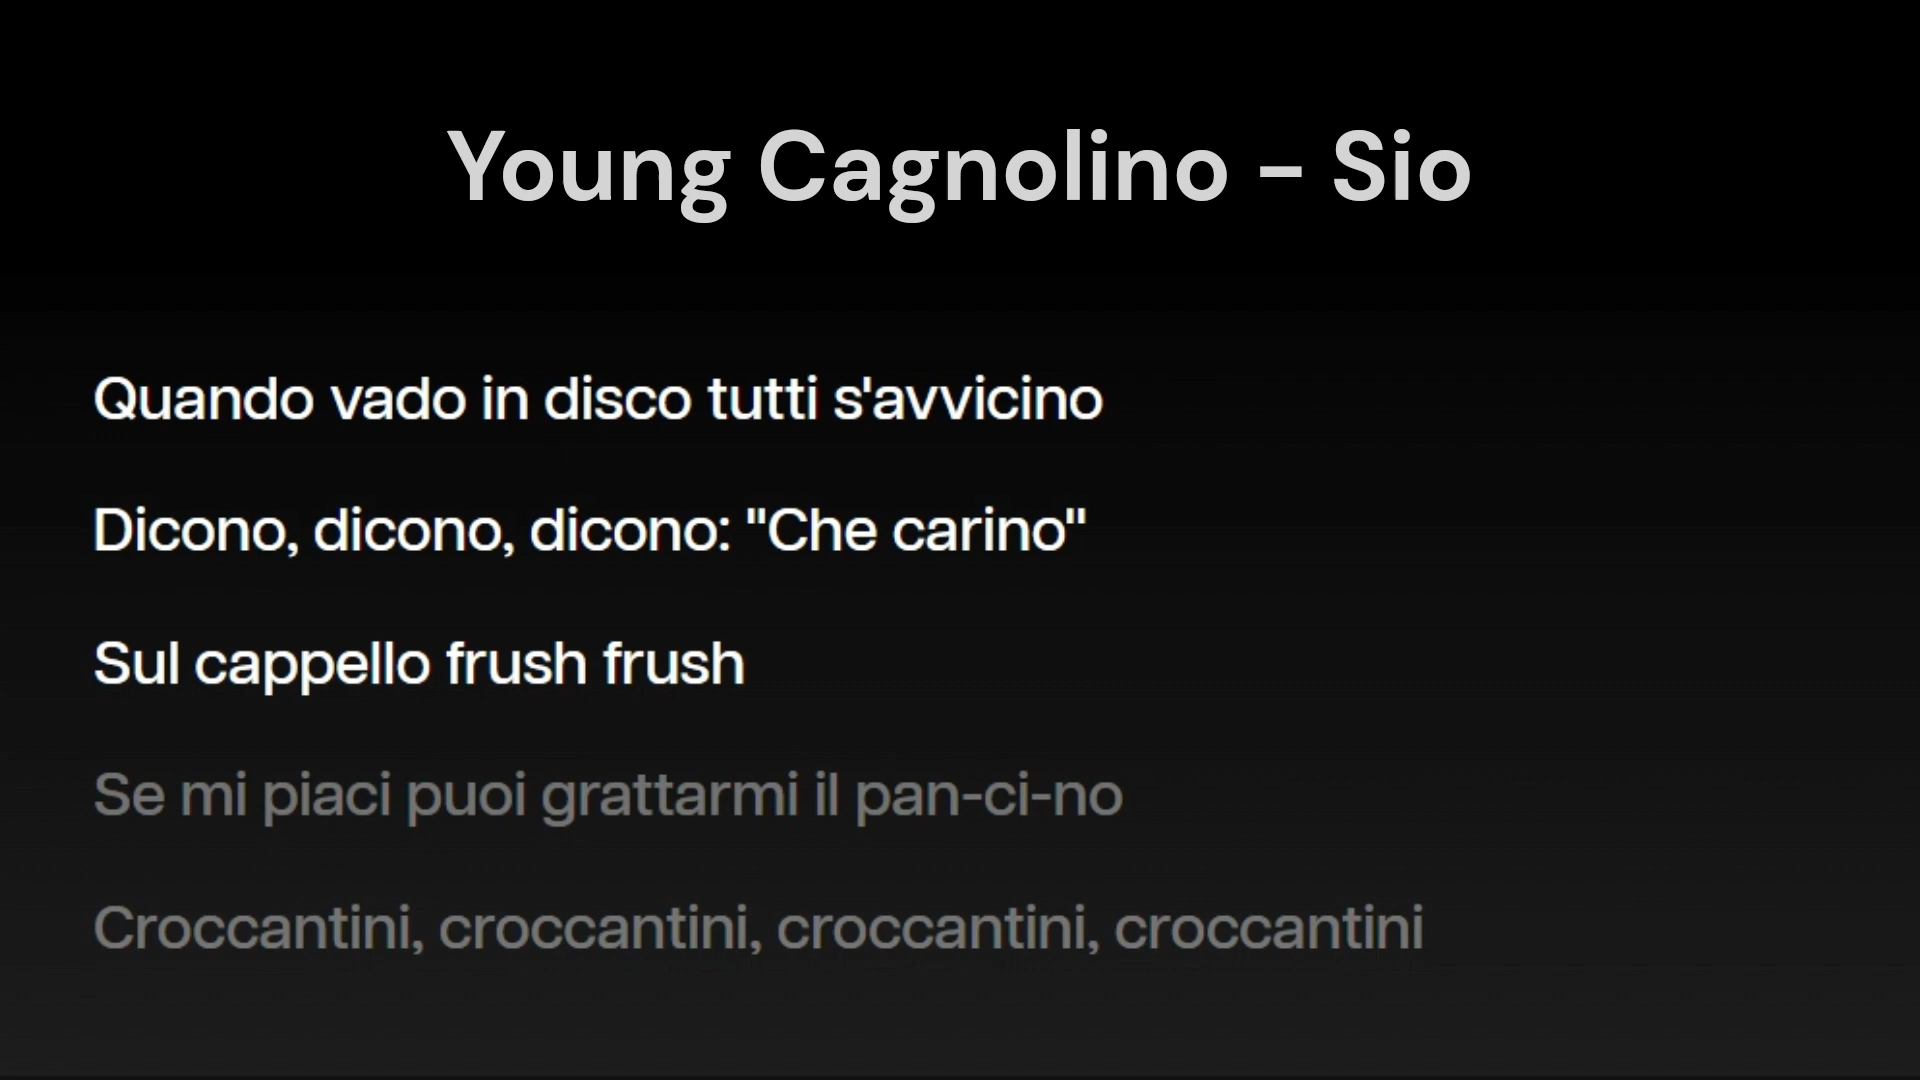 Young Cagnolino - Sio
Quando vado in disco tutti s'avvicino
Dicono, dicono, dicono: "Che carino"
Sul cappello frush frush
Se mi piaci puoi grattarmi il pan-ci-no
Croccantini, croccantini, croccantini, croccantini